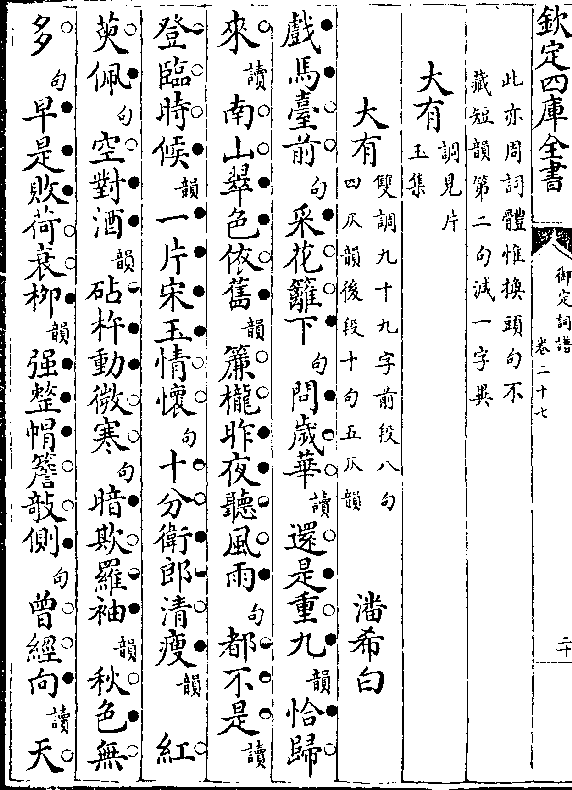 欽定四庫全書
御定詞譜
卷二十七
二十
此亦周詞體惟換頭句不
藏短韻第二句減一字異
大有
調見片
玉集
大有
雙調九十九字前段八句
四仄韻後段十句五仄韻
潘希白
戲馬臺前句采花籬下句問歲華讀還是重九韻恰歸
來讀南山翠色依舊韻簾櫳昨夜聽風雨句都不是讀
登臨時候韻一片宋玉情懷句十分衛郎清瘦韻紅
萸佩句空對酒韻砧杵動微寒句暗欺羅袖韻秋色無
多句早是敗荷衰柳韻强整帽簷敧側句曾經向讀天